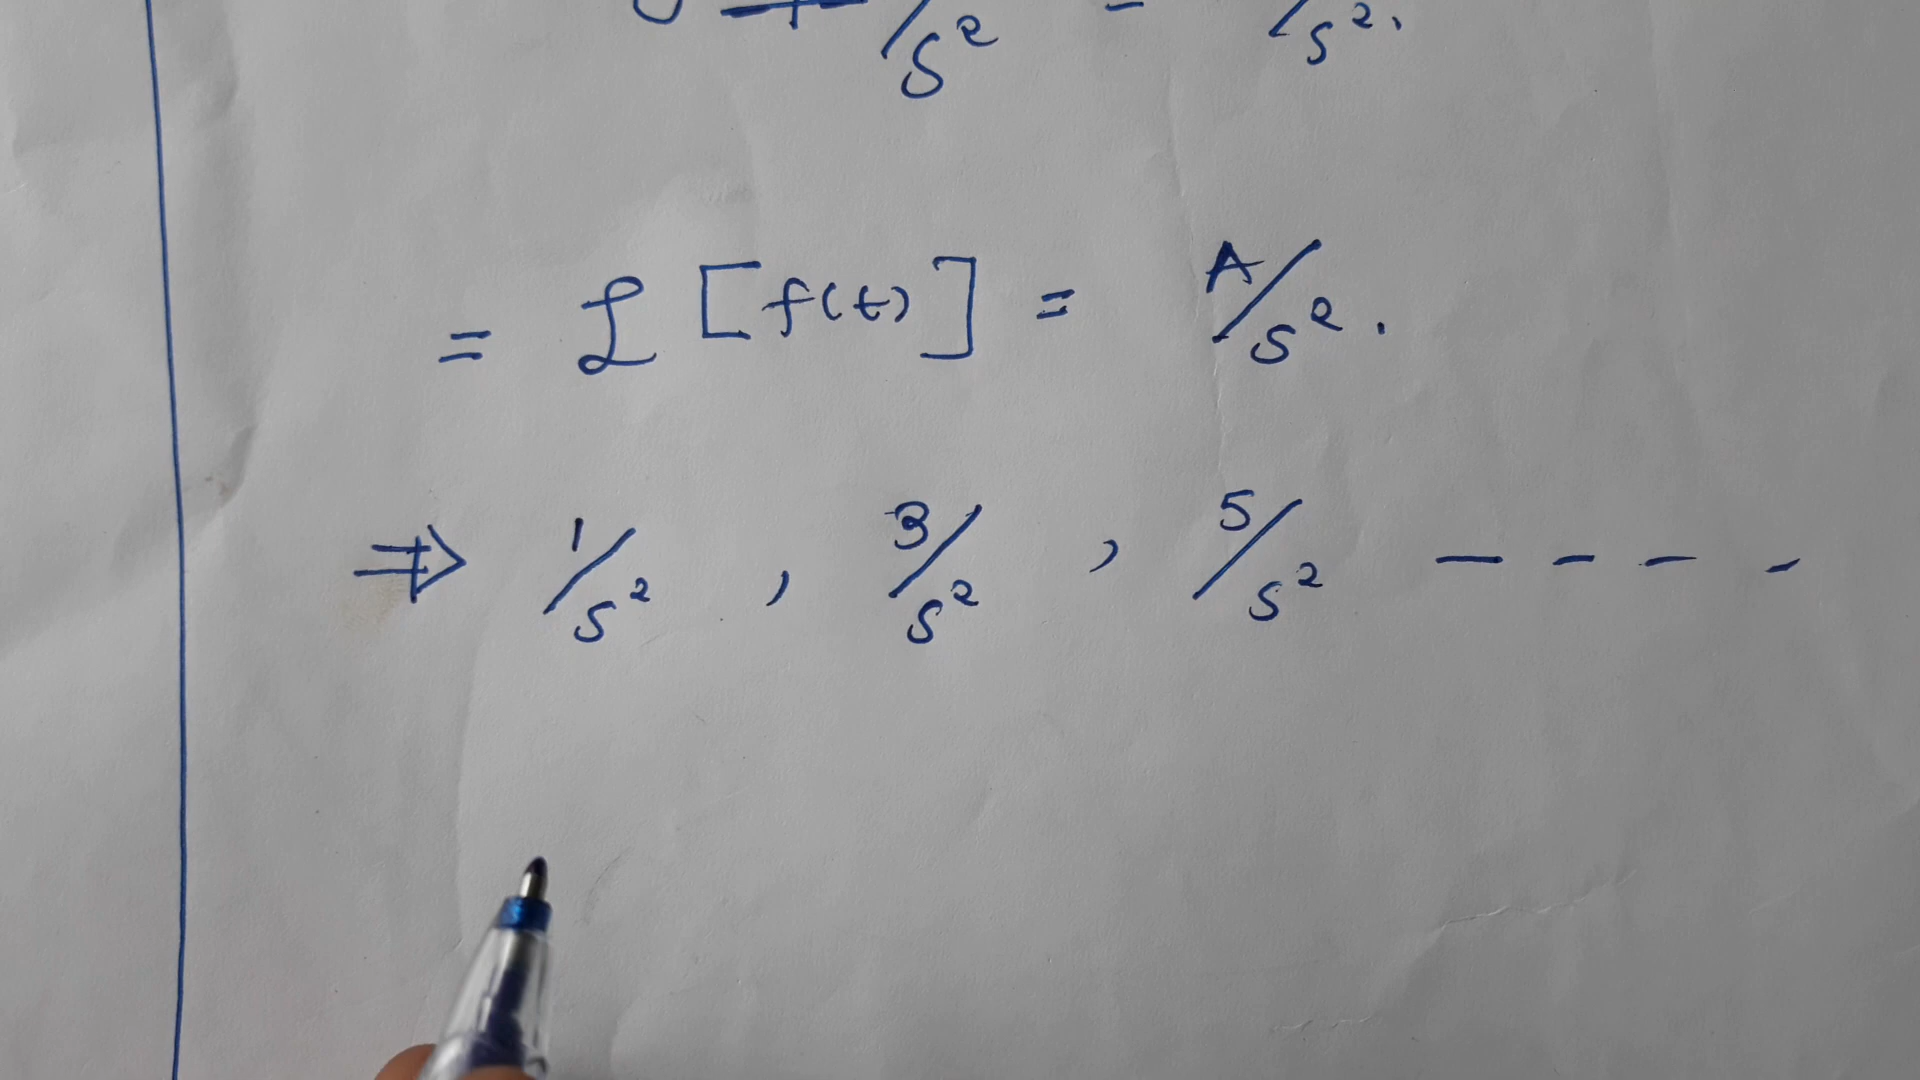 /s² = /s².
= ℒ [f(t)] = A/s².
⇒ 1/s² , 3/s² , 5/s² - - - -